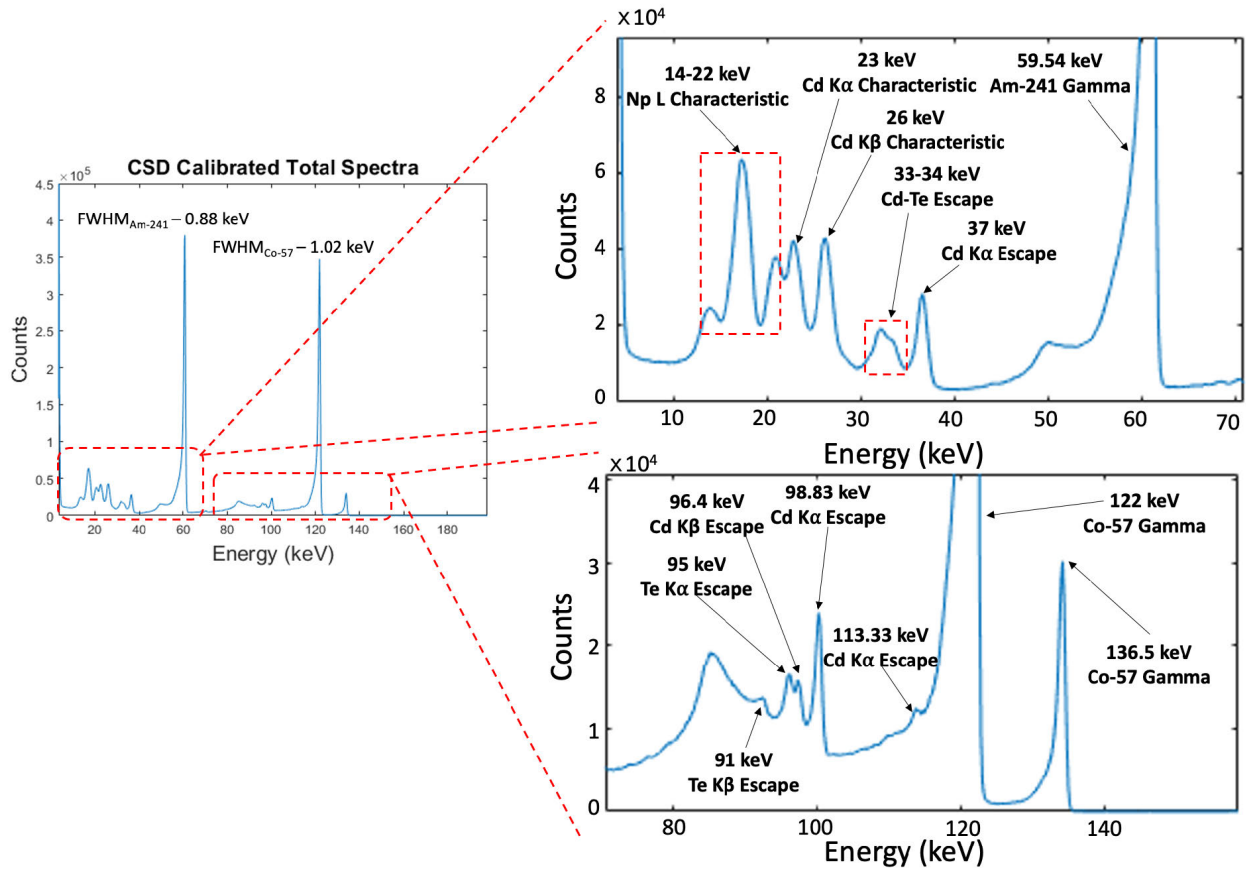 CSD Calibrated Total Spectra
×10⁵
4.5
4
3.5
3
2.5
2
1.5
1
0.5
0
Counts
FWHM_Am-241 – 0.88 keV
FWHM_Co-57 – 1.02 keV
20 40 60 80 100 120 140 160 180
Energy (keV)
x10⁴
8
6
4
2
0
Counts
14-22 keV
Np L Characteristic
23 keV
Cd Kα Characteristic
26 keV
Cd Kβ Characteristic
33-34 keV
Cd-Te Escape
37 keV
Cd Kα Escape
59.54 keV
Am-241 Gamma
10 20 30 40 50 60 70
Energy (keV)
x10⁴
4
3
2
1
0
Counts
96.4 keV
Cd Kβ Escape
98.83 keV
Cd Kα Escape
95 keV
Te Kα Escape
113.33 keV
Cd Kα Escape
91 keV
Te Kβ Escape
122 keV
Co-57 Gamma
136.5 keV
Co-57 Gamma
80 100 120 140
Energy (keV)